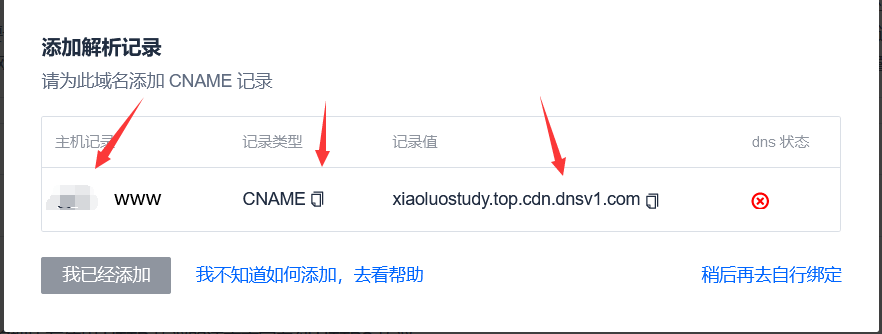 添加解析记录
请为此域名添加 CNAME 记录
主机记录 记录类型 记录值 dns 状态
www CNAME xiaoluostudy.top.cdn.dnsv1.com
我已经添加 我不知道如何添加，去看帮助 稍后再去自行绑定